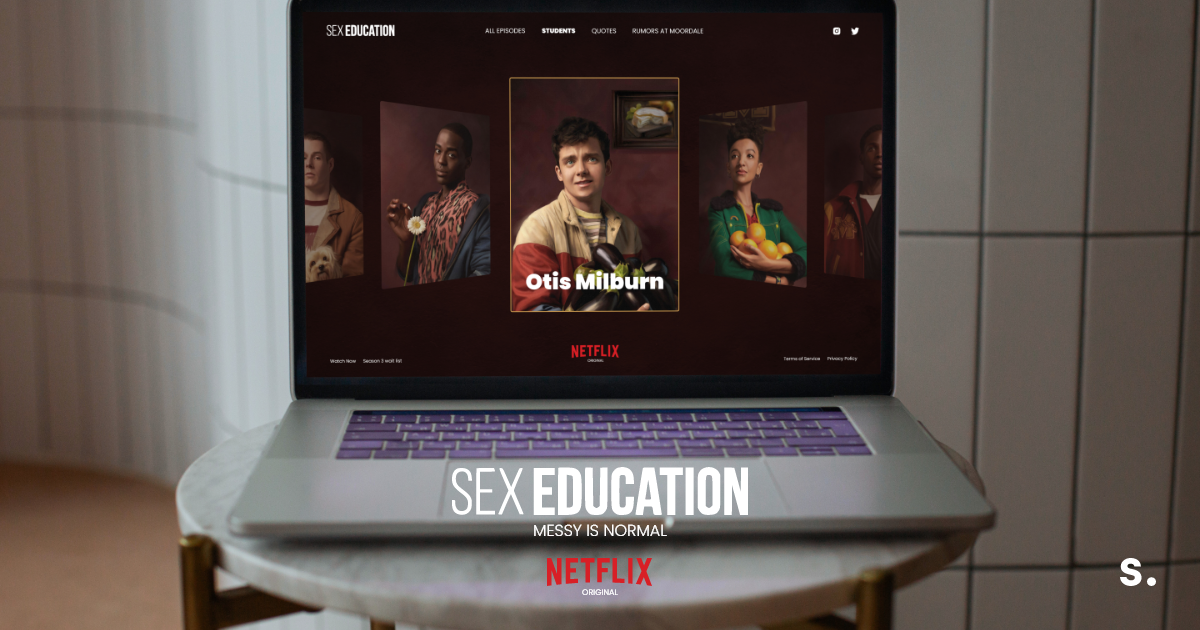 SEX EDUCATION
ALL EPISODES STUDENTS QUOTES RUMORS AT MOORDALE
Otis Milburn
NETFLIX
ORIGINAL
Watch Now Season 3 wait list
Terms of Service Privacy Policy
SEX EDUCATION
MESSY IS NORMAL
NETFLIX
ORIGINAL
s.